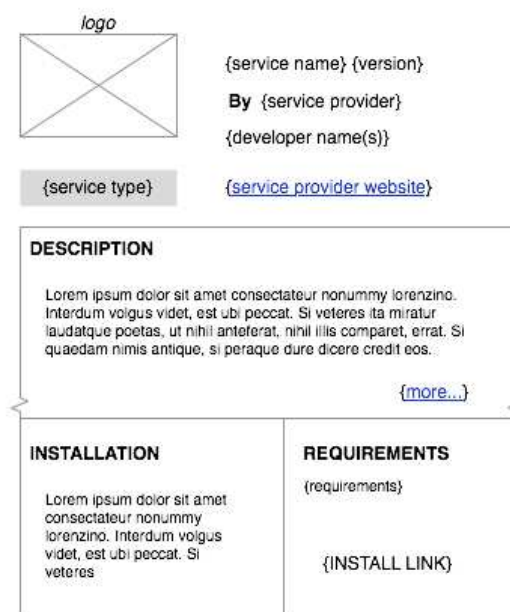 logo
{service name} {version}
By {service provider}
{developer name(s)}
{service type}
{service provider website}
DESCRIPTION
Lorem ipsum dolor sit amet consectateur nonummy lorenzino.
Interdum volgus videt, est ubi peccat. Si veteres ita miratur
laudatque poetas, ut nihil anteferat, nihil illis comparet, errat. Si
quaedam nimis antique, si peraque dure dicere credit eos.
{more...}
INSTALLATION
Lorem ipsum dolor sit amet
consectateur nonummy
lorenzino. Interdum volgus
videt, est ubi peccat. Si
veteres
REQUIREMENTS
{requirements}
{INSTALL LINK}